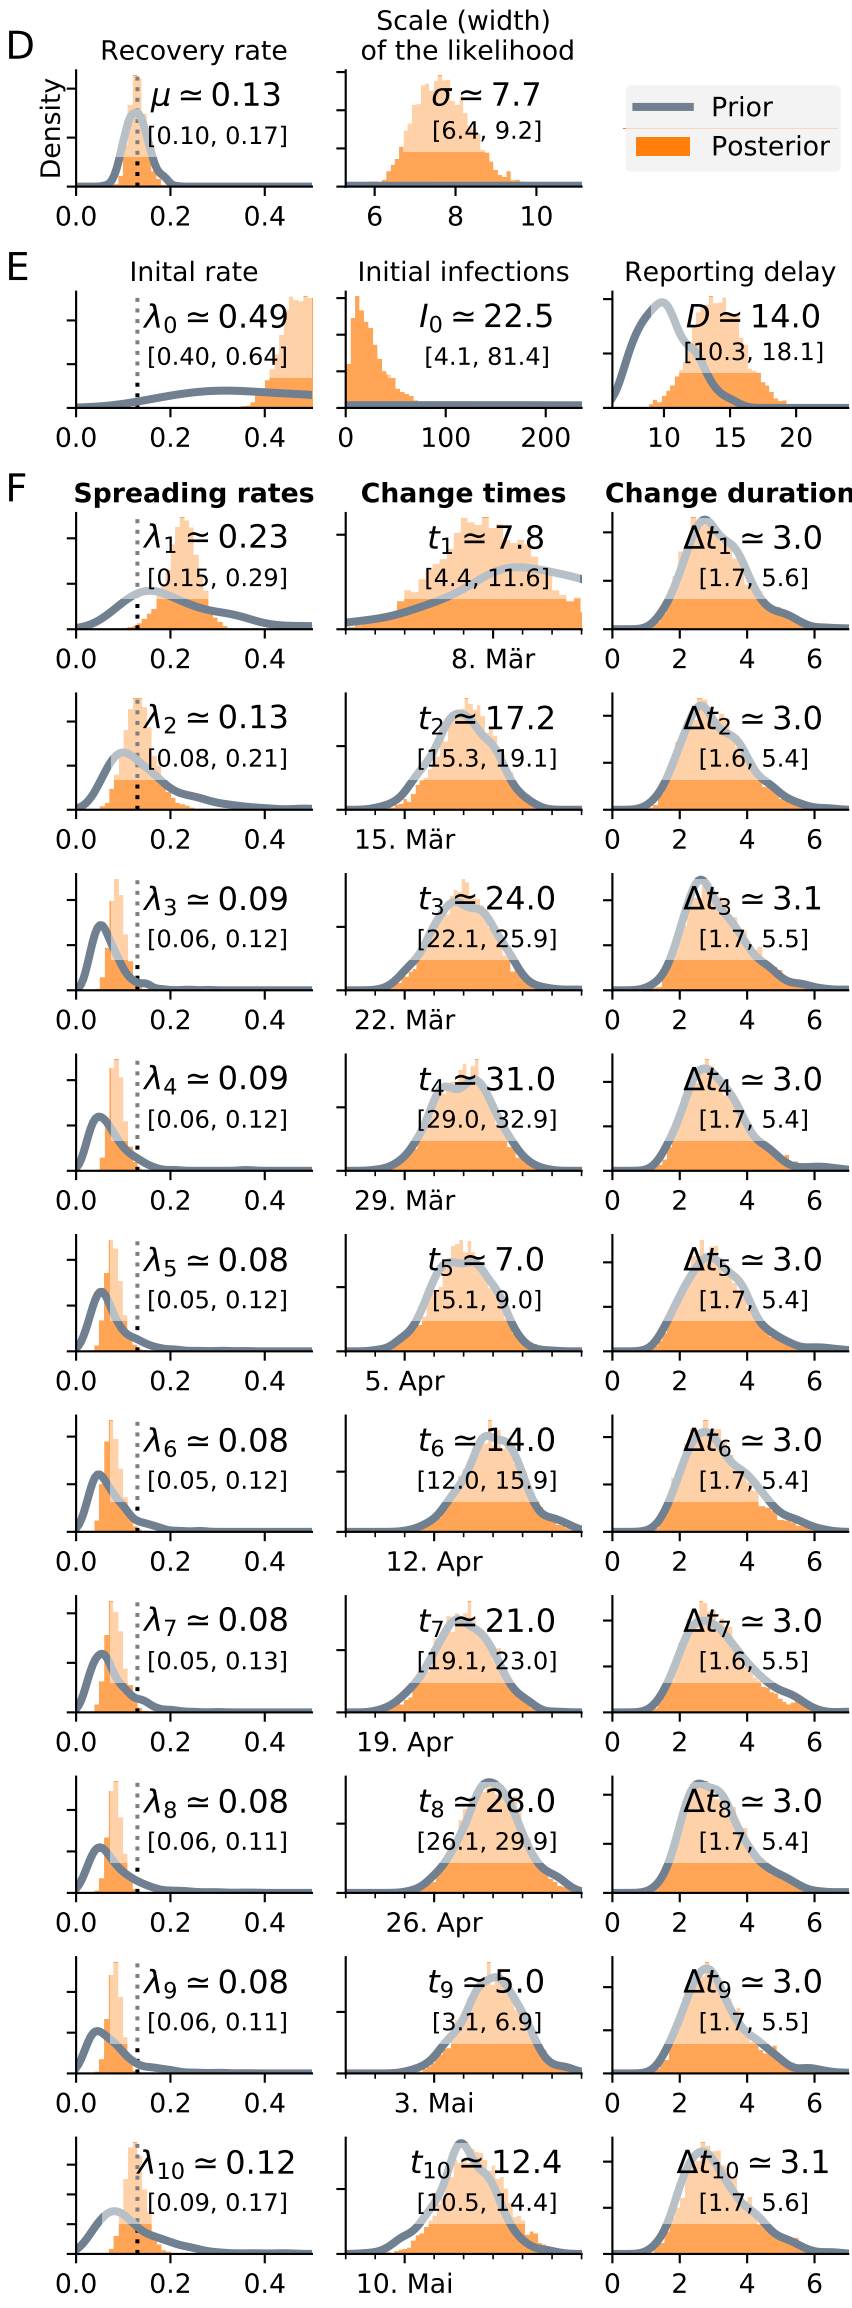 D
Recovery rate
Scale (width)
of the likelihood
Density
μ ≃ 0.13
[0.10, 0.17]
0.0 0.2 0.4
σ ≃ 7.7
[6.4, 9.2]
6 8 10
Prior
Posterior
E
Inital rate
λ0 ≃ 0.49
[0.40, 0.64]
0.0 0.2 0.4
Initial infections
I0 ≃ 22.5
[4.1, 81.4]
0 100 200
Reporting delay
D ≃ 14.0
[10.3, 18.1]
10 15 20
F
Spreading rates
Change times
Change duration
λ1 ≃ 0.23
[0.15, 0.29]
0.0 0.2 0.4
t1 ≃ 7.8
[4.4, 11.6]
8. Mär
Δt1 ≃ 3.0
[1.7, 5.6]
0 2 4 6
λ2 ≃ 0.13
[0.08, 0.21]
0.0 0.2 0.4
t2 ≃ 17.2
[15.3, 19.1]
15. Mär
Δt2 ≃ 3.0
[1.6, 5.4]
0 2 4 6
λ3 ≃ 0.09
[0.06, 0.12]
0.0 0.2 0.4
t3 ≃ 24.0
[22.1, 25.9]
22. Mär
Δt3 ≃ 3.1
[1.7, 5.5]
0 2 4 6
λ4 ≃ 0.09
[0.06, 0.12]
0.0 0.2 0.4
t4 ≃ 31.0
[29.0, 32.9]
29. Mär
Δt4 ≃ 3.0
[1.7, 5.4]
0 2 4 6
λ5 ≃ 0.08
[0.05, 0.12]
0.0 0.2 0.4
t5 ≃ 7.0
[5.1, 9.0]
5. Apr
Δt5 ≃ 3.0
[1.7, 5.4]
0 2 4 6
λ6 ≃ 0.08
[0.05, 0.12]
0.0 0.2 0.4
t6 ≃ 14.0
[12.0, 15.9]
12. Apr
Δt6 ≃ 3.0
[1.7, 5.4]
0 2 4 6
λ7 ≃ 0.08
[0.05, 0.13]
0.0 0.2 0.4
t7 ≃ 21.0
[19.1, 23.0]
19. Apr
Δt7 ≃ 3.0
[1.6, 5.5]
0 2 4 6
λ8 ≃ 0.08
[0.06, 0.11]
0.0 0.2 0.4
t8 ≃ 28.0
[26.1, 29.9]
26. Apr
Δt8 ≃ 3.0
[1.7, 5.4]
0 2 4 6
λ9 ≃ 0.08
[0.06, 0.11]
0.0 0.2 0.4
t9 ≃ 5.0
[3.1, 6.9]
3. Mai
Δt9 ≃ 3.0
[1.7, 5.5]
0 2 4 6
λ10 ≃ 0.12
[0.09, 0.17]
0.0 0.2 0.4
t10 ≃ 12.4
[10.5, 14.4]
10. Mai
Δt10 ≃ 3.1
[1.7, 5.6]
0 2 4 6